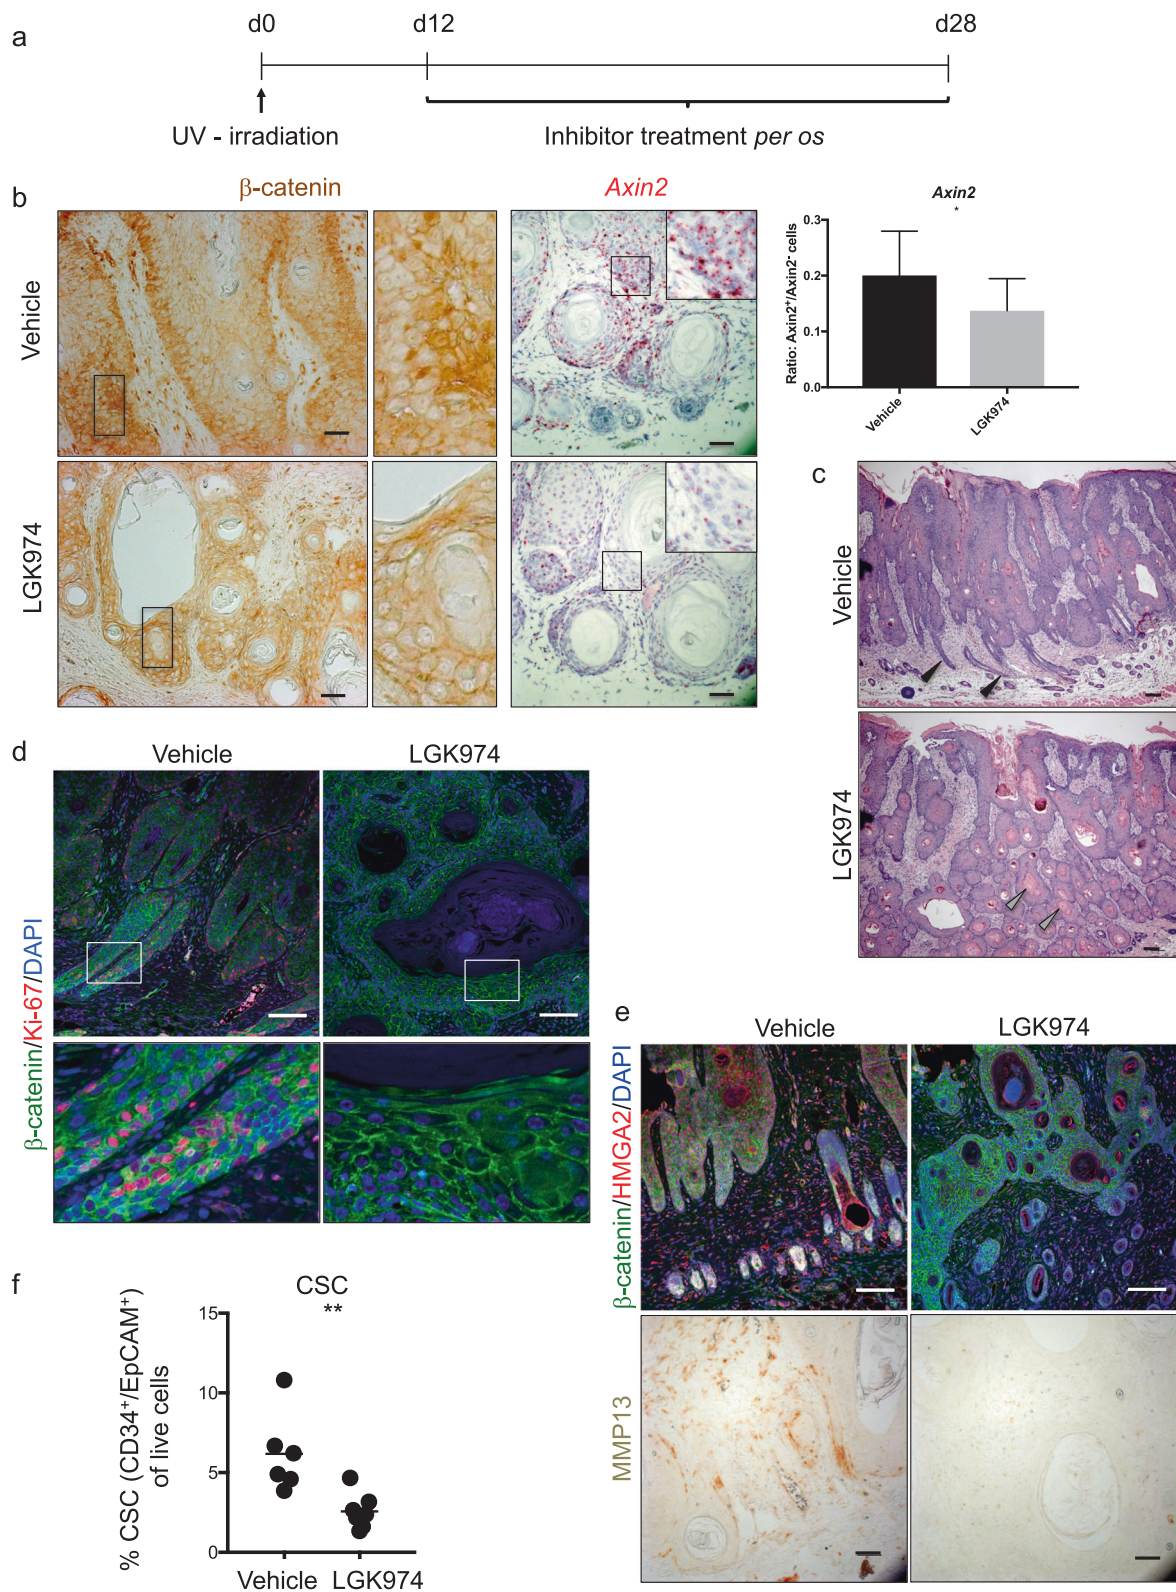 a
d0 d12 d28
UV - irradiation Inhibitor treatment per os
b
β-catenin Axin2
Vehicle
LGK974
Axin2
*
Ratio: Axin2⁺/Axin2⁻ cells
0.3
0.2
0.1
0.0
Vehicle LGK974
c
Vehicle
LGK974
d
Vehicle LGK974
β-catenin/Ki-67/DAPI
e
Vehicle LGK974
β-catenin/HMGA2/DAPI
MMP13
f
CSC
**
% CSC (CD34⁺/EpCAM⁺)
of live cells
15
10
5
0
Vehicle LGK974